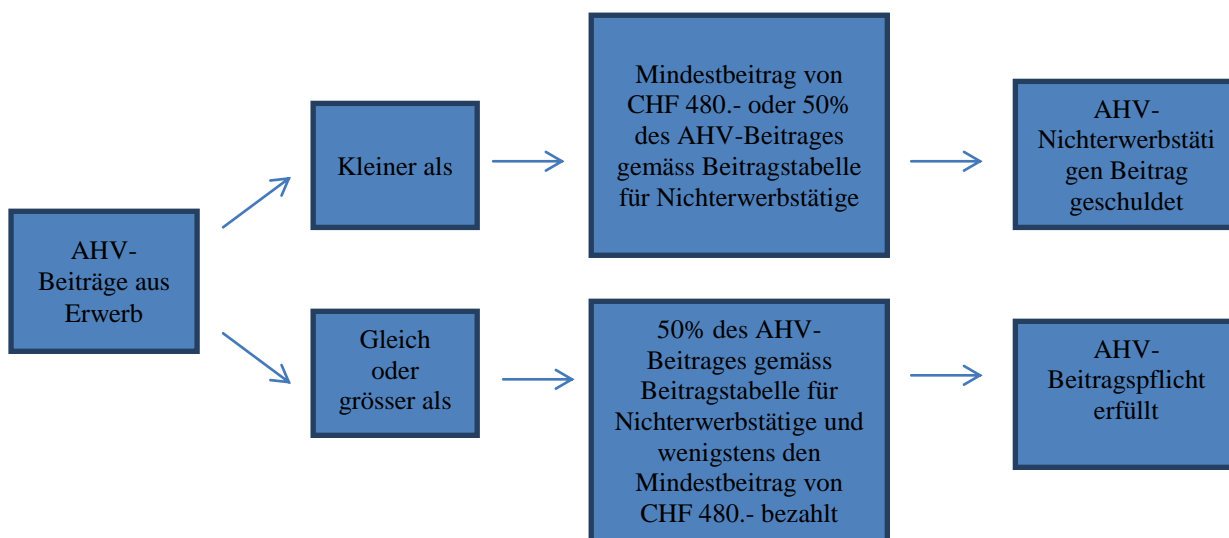 AHV-
Beiträge aus
Erwerb
Kleiner als
Mindestbeitrag von
CHF 480.- oder 50%
des AHV-Beitrages
gemäss Beitragstabelle
für Nichterwerbstätige
AHV-
Nichterwerbstäti
gen Beitrag
geschuldet
Gleich
oder
grösser als
50% des AHV-
Beitrages gemäss
Beitragstabelle für
Nichterwerbstätige und
wenigstens den
Mindestbeitrag von
CHF 480.- bezahlt
AHV-
Beitragspflicht
erfüllt